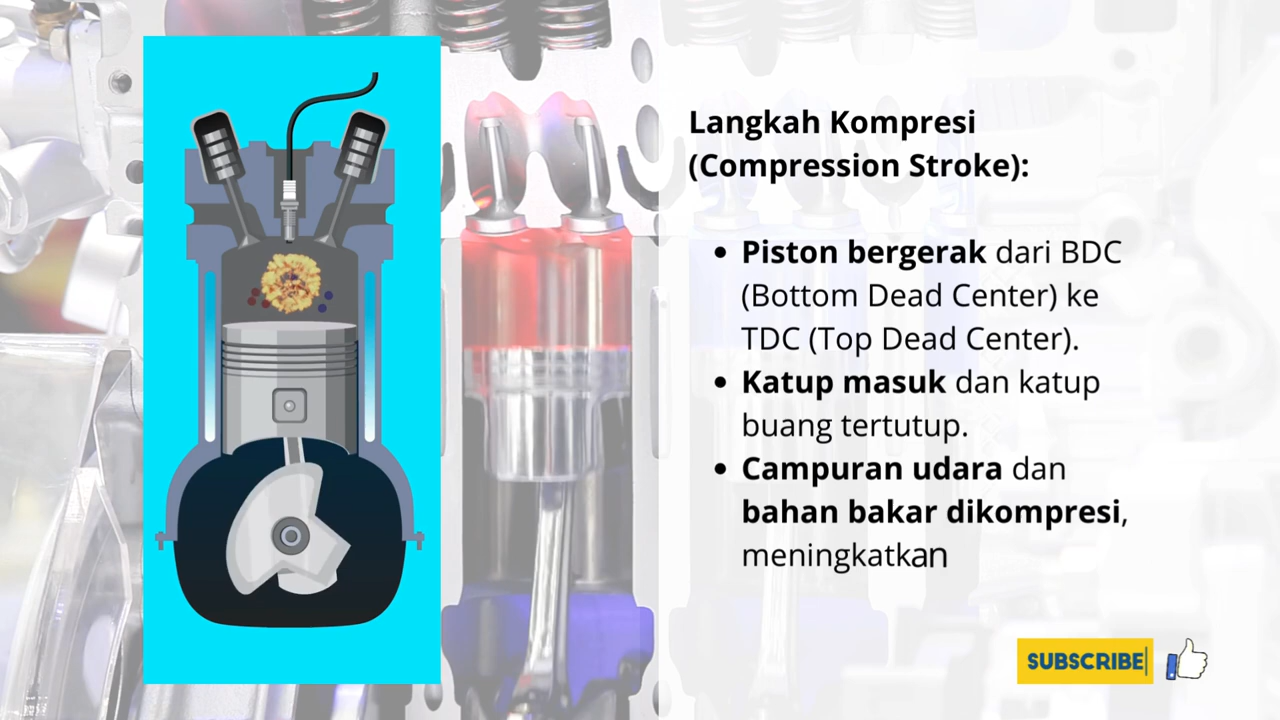 Langkah Kompresi
(Compression Stroke):
Piston bergerak dari BDC
(Bottom Dead Center) ke
TDC (Top Dead Center).
Katup masuk dan katup
buang tertutup.
Campuran udara dan
bahan bakar dikompresi,
meningkatkan
SUBSCRIBE